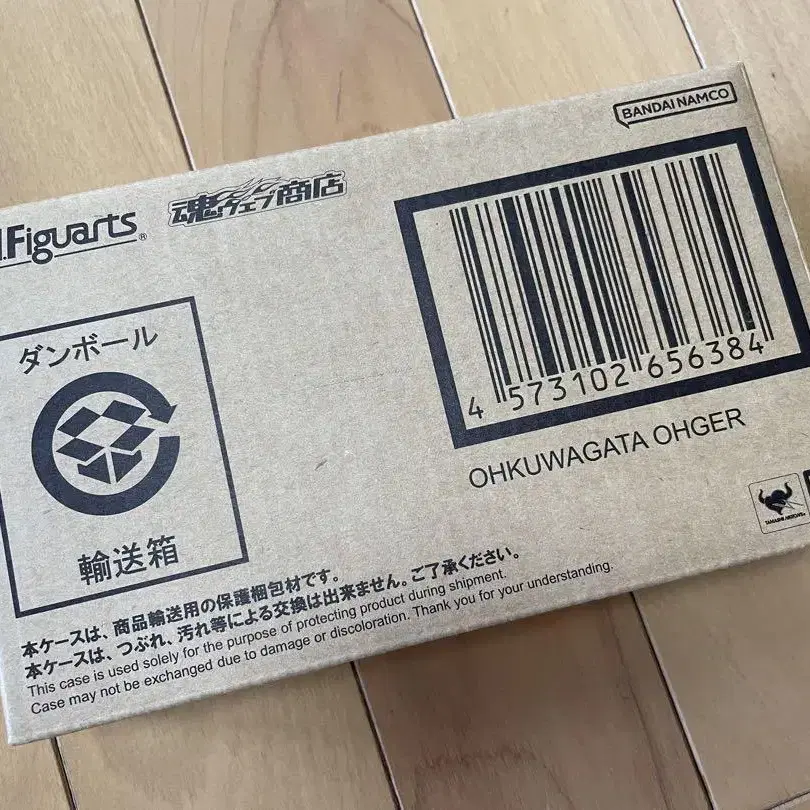 BANDAI NAMCO
.Figuarts®
魂ウェブ商店
ダンボール
輸送箱
4 573102 656384
OHKUWAGATA OHGER
TAMASHII NATIONS
本ケースは、商品輸送用の保護梱包材です。
本ケースは、つぶれ、汚れ等による交換は出来ません。ご了承ください。
This case is used solely for the purpose of protecting product during shipment.
Case may not be exchanged due to damage or discoloration. Thank you for your understanding.